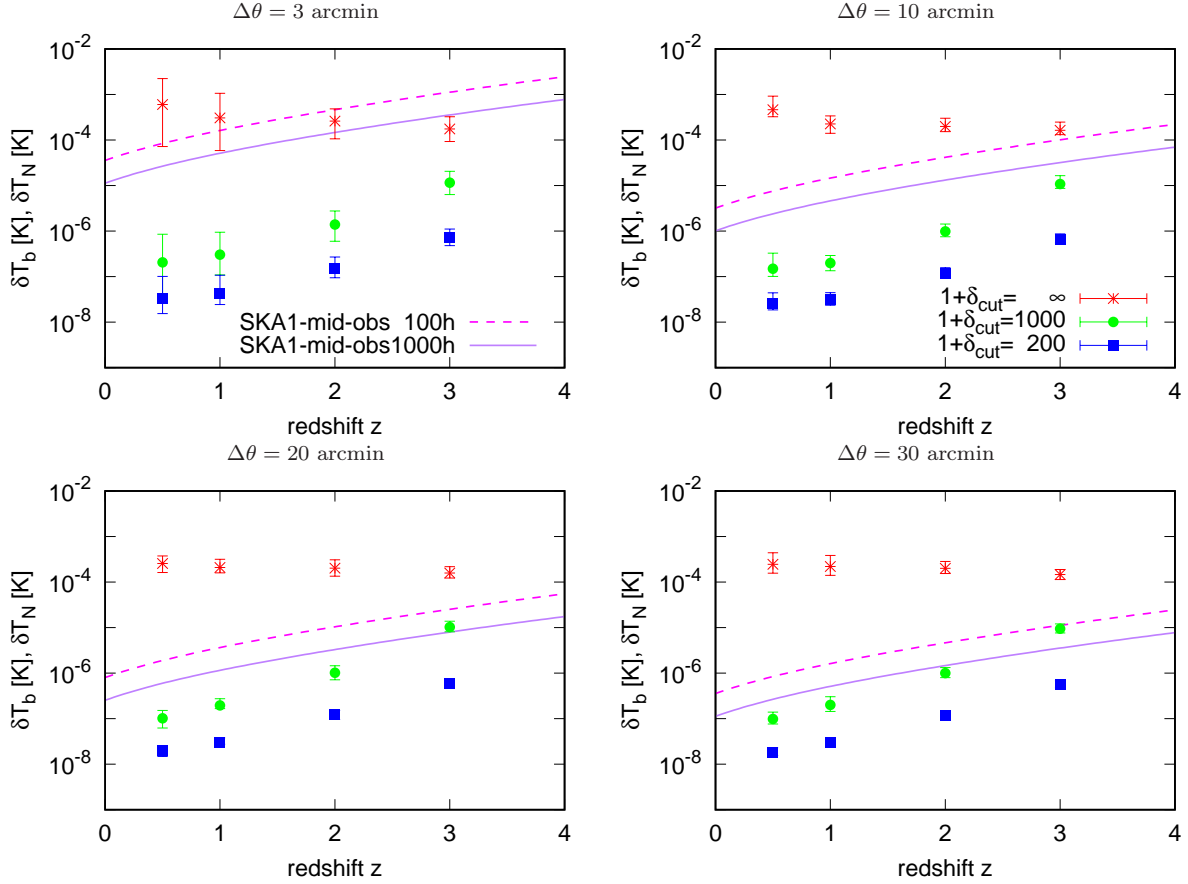 Δθ = 3 arcmin
δT_b [K], δT_N [K]
10^-2
10^-4
10^-6
10^-8
SKA1-mid-obs 100h
SKA1-mid-obs1000h
0 1 2 3 4
redshift z
Δθ = 10 arcmin
10^-2
10^-4
10^-6
10^-8
δT_b [K], δT_N [K]
1+δ_cut= ∞
1+δ_cut=1000
1+δ_cut= 200
0 1 2 3 4
redshift z
Δθ = 20 arcmin
δT_b [K], δT_N [K]
10^-2
10^-4
10^-6
10^-8
0 1 2 3 4
redshift z
Δθ = 30 arcmin
δT_b [K], δT_N [K]
10^-2
10^-4
10^-6
10^-8
0 1 2 3 4
redshift z